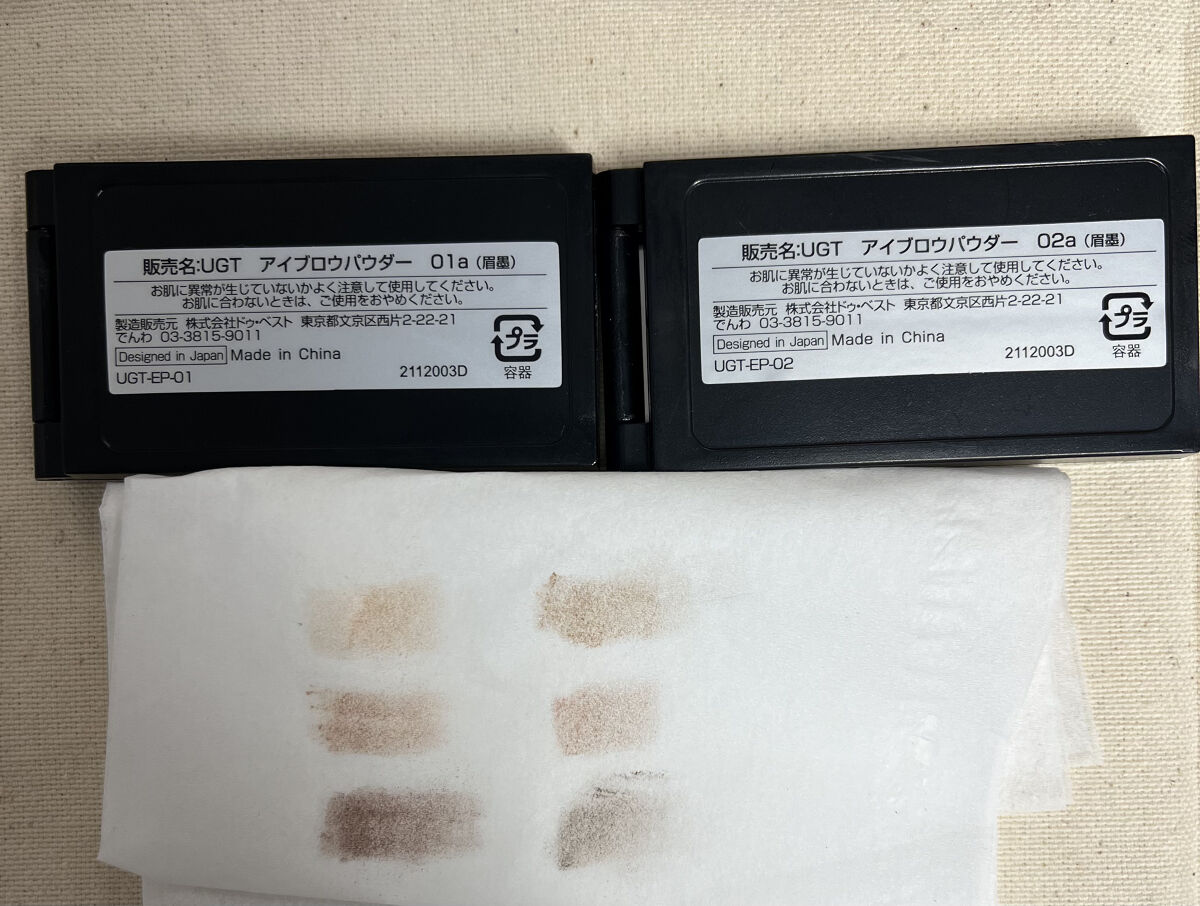 販売名:UGT アイブロウパウダー 01a（眉墨）
お肌に異常が生じていないかよく注意して使用してください。
お肌に合わないときは、ご使用をおやめください。
製造販売元 株式会社ドゥ・ベスト 東京都文京区西片2-22-21
でんわ 03-3815-9011
Designed in Japan Made in China
UGT-EP-01
2112003D
プラ
容器
販売名:UGT アイブロウパウダー 02a（眉墨）
お肌に異常が生じていないかよく注意して使用してください。
お肌に合わないときは、ご使用をおやめください。
製造販売元 株式会社ドゥ・ベスト 東京都文京区西片2-22-21
でんわ 03-3815-9011
Designed in Japan Made in China
UGT-EP-02
2112003D
プラ
容器